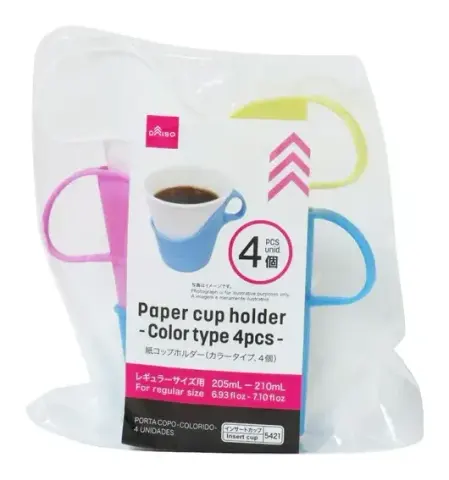 DAISO
4
PCS
unid
個
写真はイメージです。
Photograph is for illustrative purposes only.
A imagem é meramente ilustrativa.
Paper cup holder
- Color type 4pcs -
紙コップホルダー(カラータイプ、4個)
レギュラーサイズ用 205mL － 210mL
For regular size 6.93 fl oz - 7.10 fl oz
PORTA COPO-COLORIDO-
4 UNIDADES
インサートカップ
Insert cup
5421